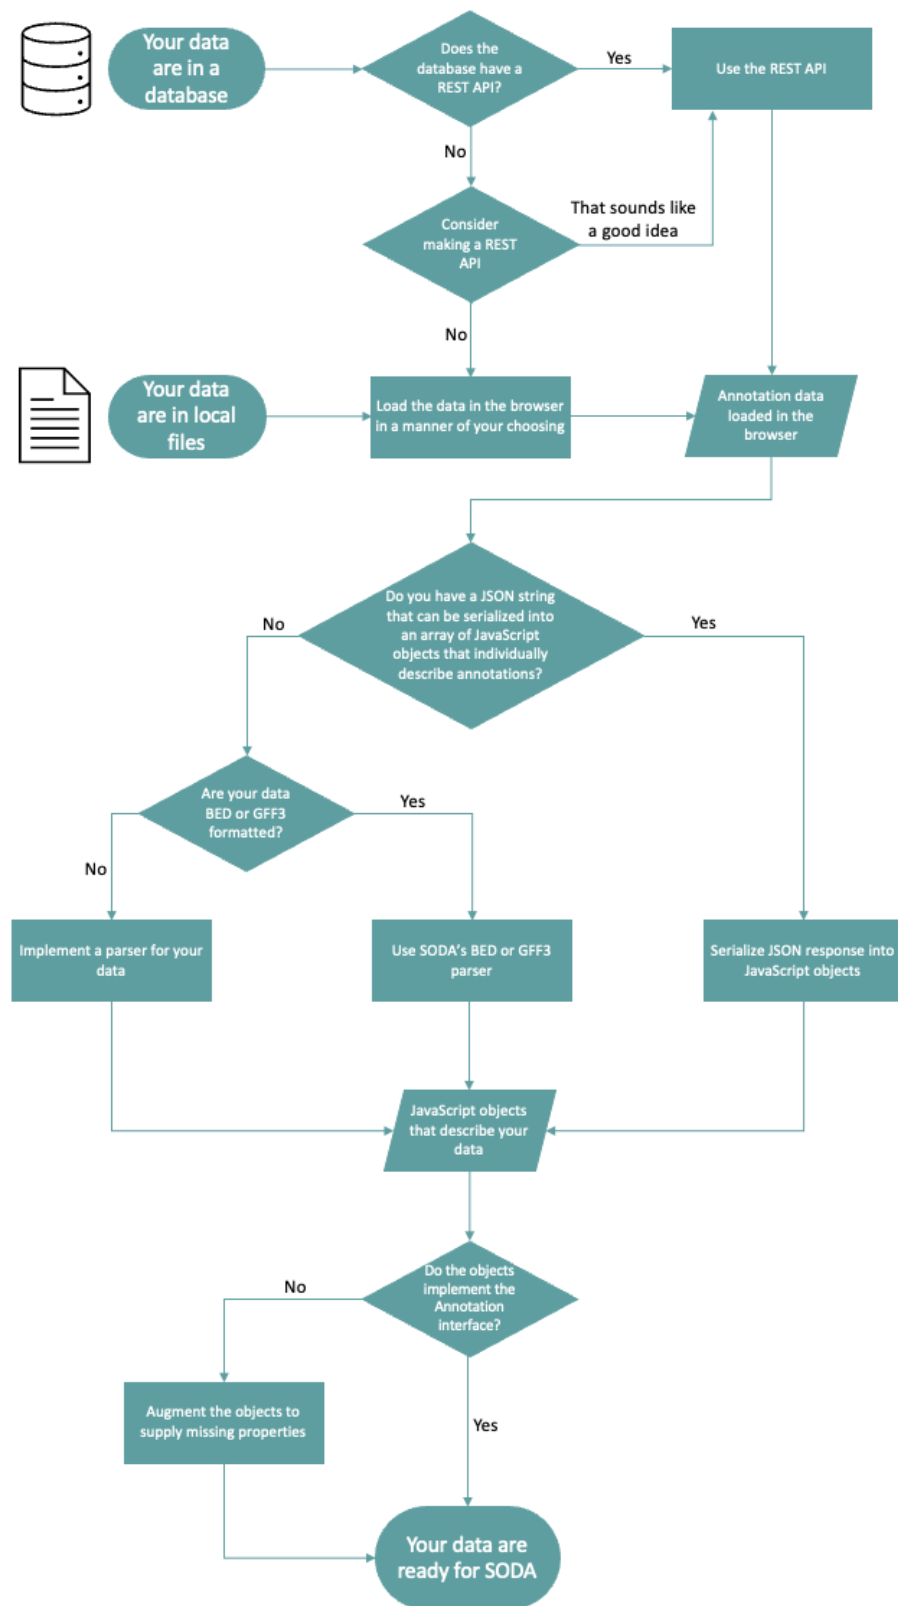 Your data
are in a
database
Does the
database have a
REST API?
Yes
Use the REST API
No
Consider
making a REST
API
That sounds like
a good idea
No
Your data
are in local
files
Load the data in the browser
in a manner of your choosing
Annotation data
loaded in the
browser
Do you have a JSON string
that can be serialized into
an array of JavaScript
objects that individually
describe annotations?
No
Yes
Are your data
BED or GFF3
formatted?
Yes
No
Implement a parser for your
data
Use SODA's BED or GFF3
parser
Serialize JSON response into
JavaScript objects
JavaScript objects
that describe your
data
Do the objects
implement the
Annotation
interface?
No
Augment the objects to
supply missing properties
Yes
Your data are
ready for SODA